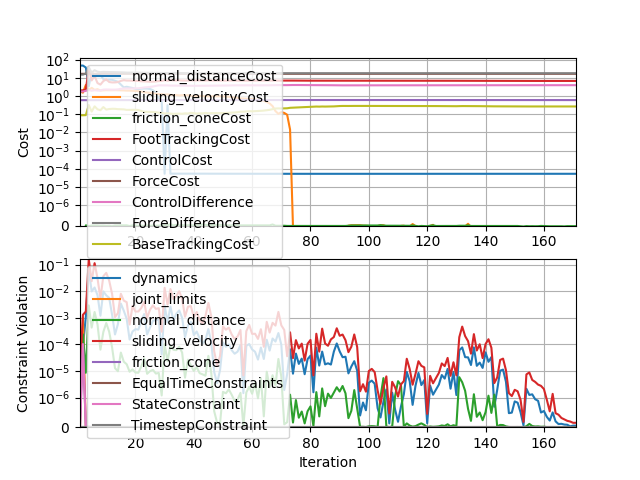 10^2
10^1
10^0
10^-1
10^-2
10^-3
10^-4
10^-5
10^-6
0
Cost
normal_distanceCost
sliding_velocityCost
friction_coneCost
FootTrackingCost
ControlCost
ForceCost
ControlDifference
ForceDifference
BaseTrackingCost
20 40 60 80 100 120 140 160
10^-1
10^-2
10^-3
10^-4
10^-5
10^-6
0
Constraint Violation
dynamics
joint_limits
normal_distance
sliding_velocity
friction_cone
EqualTimeConstraints
StateConstraint
TimestepConstraint
20 40 60 80 100 120 140 160
Iteration